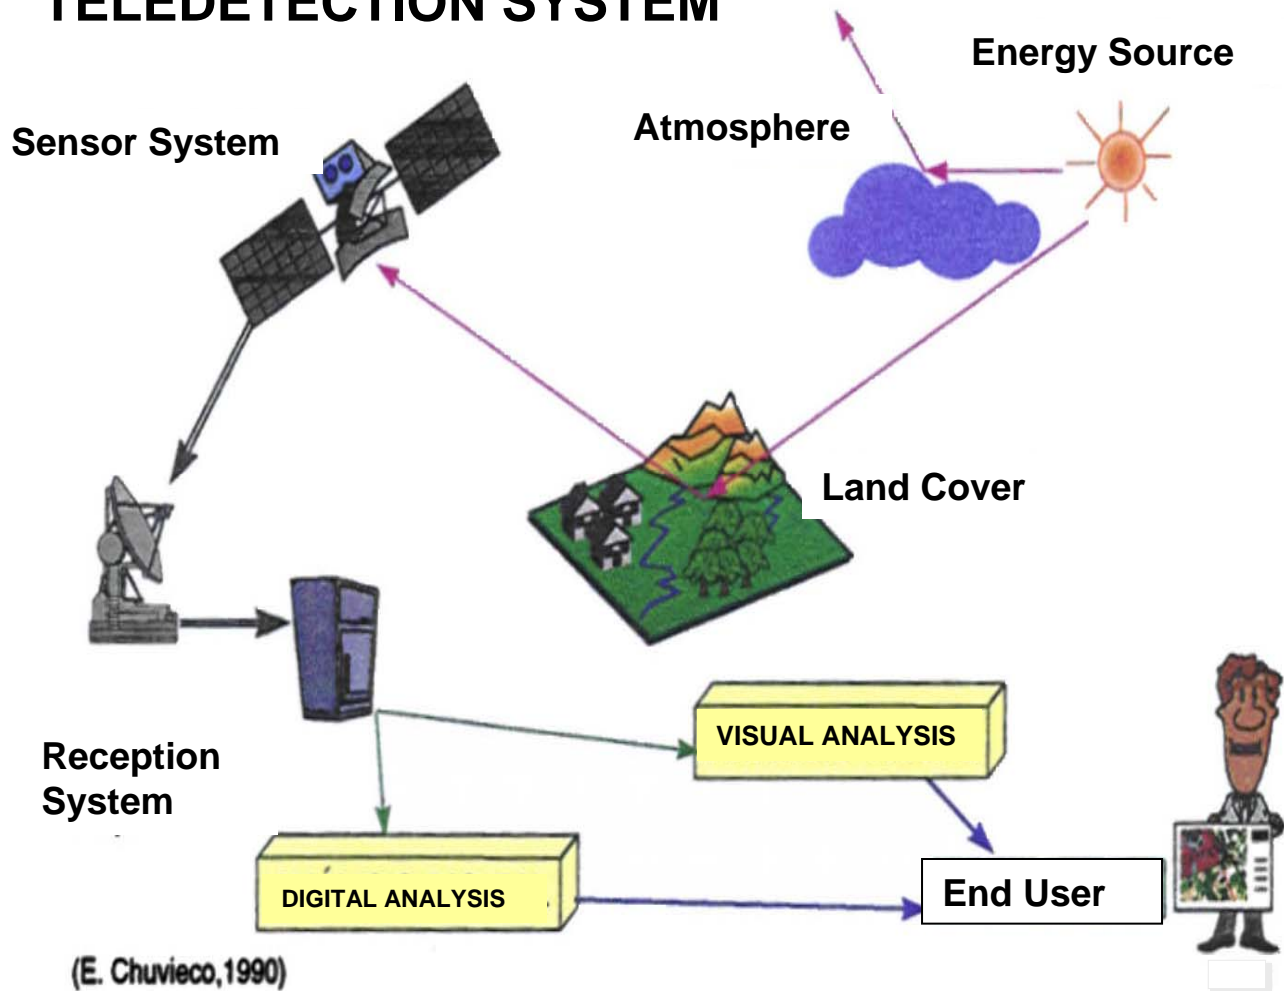 TELEDETECTION SYSTEM
Energy Source
Atmosphere
Sensor System
Land Cover
Reception
System
VISUAL ANALYSIS
DIGITAL ANALYSIS
End User
(E. Chuvieco,1990)